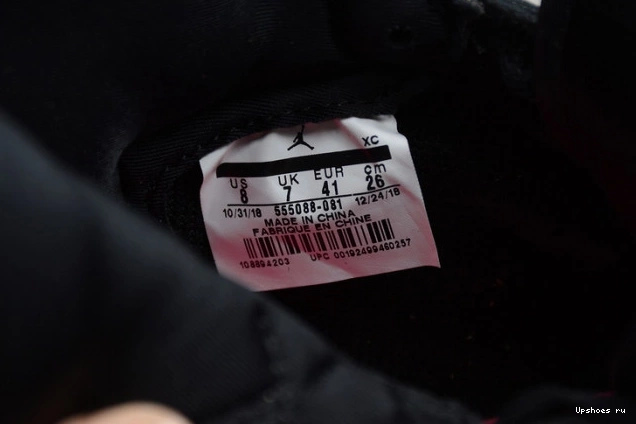 XC
US UK EUR cm
8 7 41 26
10/31/18 555088-081 12/24/18
MADE IN CHINA
FABRIQUE EN CHINE
108894203 UPC 00192499460257
Upshoes ru